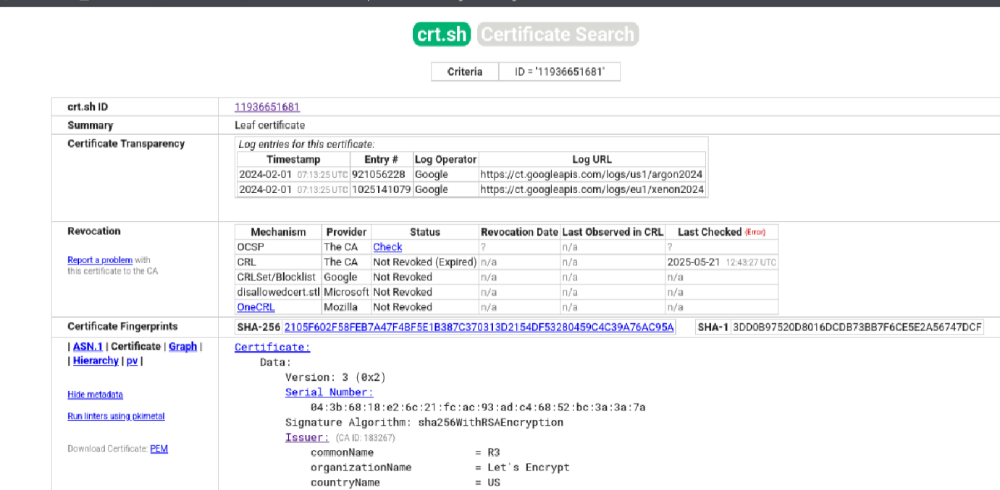 crt.sh Certificate Search
Criteria ID = '11936651681'
crt.sh ID 11936651681
Summary Leaf certificate
Certificate Transparency Log entries for this certificate:
Timestamp Entry # Log Operator Log URL
2024-02-01 07:13:25 UTC 921056228 Google https://ct.googleapis.com/logs/us1/argon2024
2024-02-01 07:13:25 UTC 1025141079 Google https://ct.googleapis.com/logs/eu1/xenon2024
Revocation Mechanism Provider Status Revocation Date Last Observed in CRL Last Checked (Error)
Report a problem with
this certificate to the CA
OCSP The CA Check ? n/a ?
CRL The CA Not Revoked (Expired) n/a n/a 2025-05-21 12:43:27 UTC
CRLSet/Blocklist Google Not Revoked n/a n/a n/a
disallowedcert.stl Microsoft Not Revoked n/a n/a n/a
OneCRL Mozilla Not Revoked n/a n/a n/a
Certificate Fingerprints SHA-256 2105F602F58FEB7A47F4BF5E1B387C370313D2154DF53280459C4C39A76AC95A SHA-1 3DD0B97520D8016DCDB73BB7F6CE5E2A56747DCF
| ASN.1 | Certificate | Graph |
| Hierarchy | pv |
Hide metadata
Run linters using pkimetal
Download Certificate: PEM
Certificate:
Data:
Version: 3 (0x2)
Serial Number:
04:3b:68:18:e2:6c:21:fc:ac:93:ad:c4:68:52:bc:3a:3a:7a
Signature Algorithm: sha256WithRSAEncryption
Issuer: (CA ID: 183267)
commonName = R3
organizationName = Let's Encrypt
countryName = US